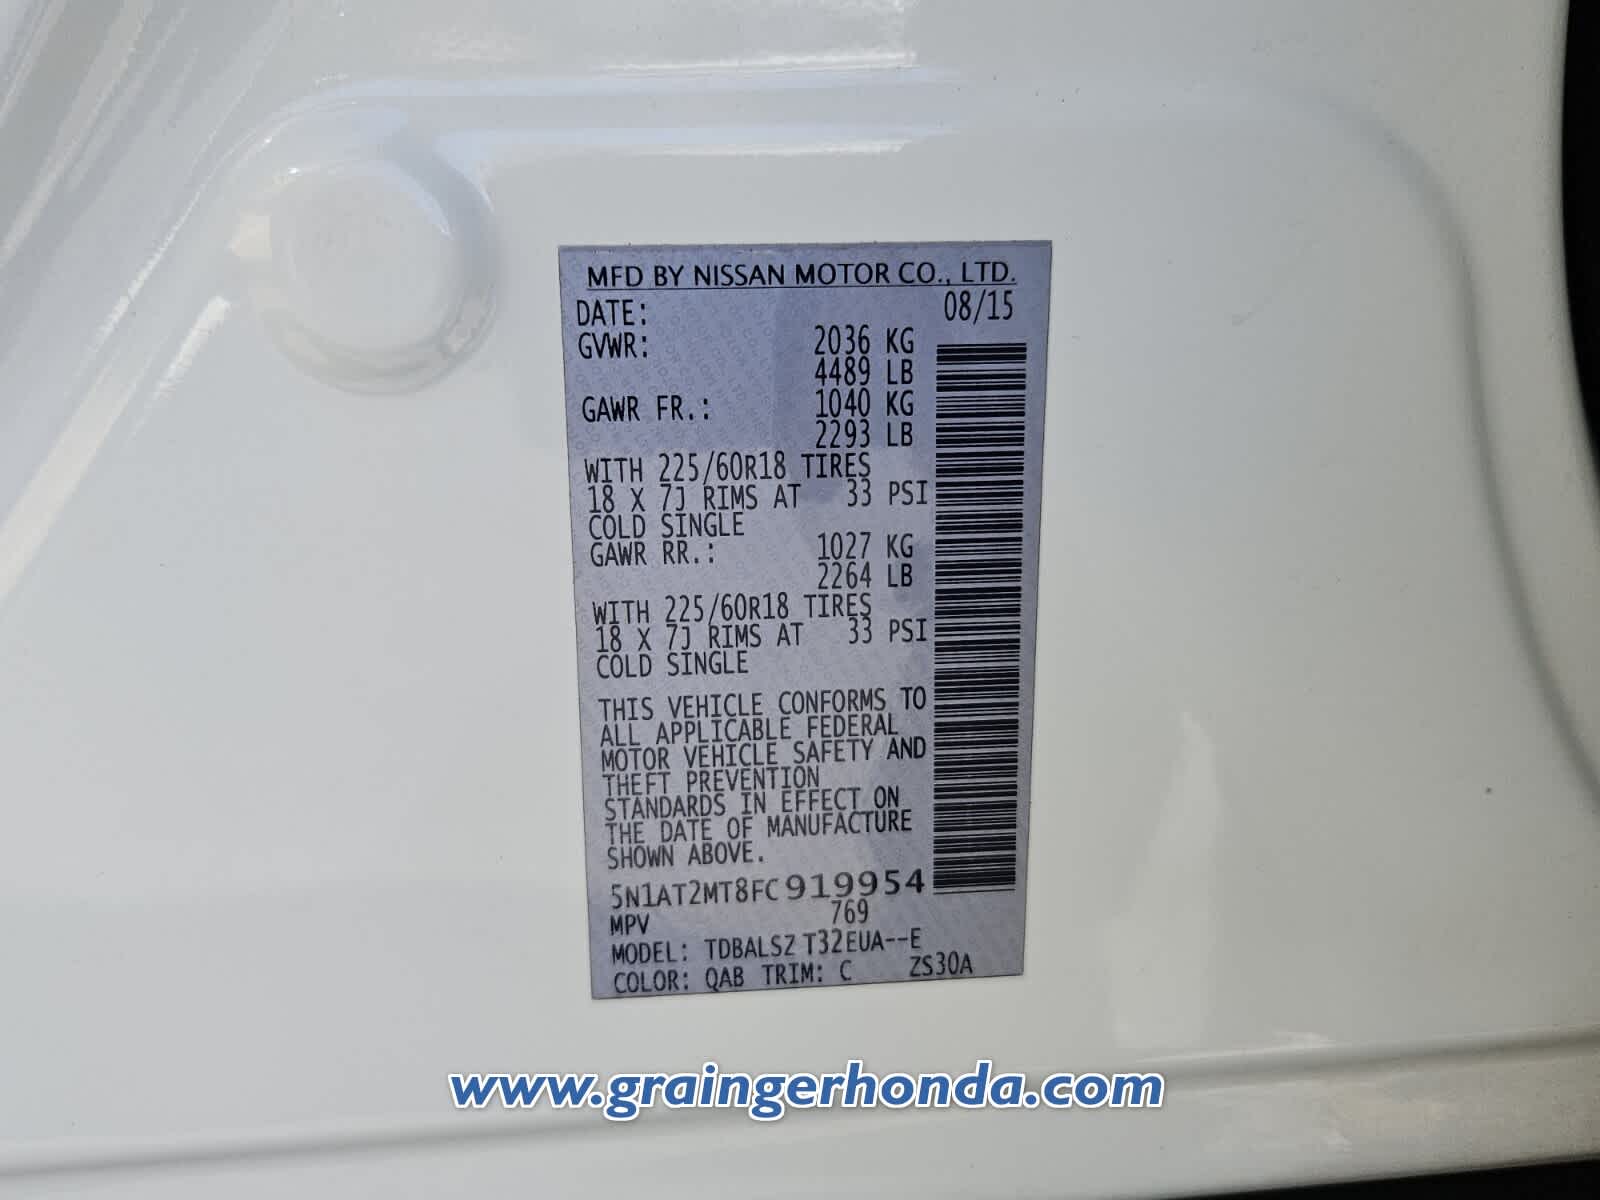 MFD BY NISSAN MOTOR CO., LTD.
DATE: 08/15
GVWR: 2036 KG
4489 LB
GAWR FR.: 1040 KG
2293 LB
WITH 225/60R18 TIRES
18 X 7J RIMS AT 33 PSI
COLD SINGLE
GAWR RR.: 1027 KG
2264 LB
WITH 225/60R18 TIRES
18 X 7J RIMS AT 33 PSI
COLD SINGLE
THIS VEHICLE CONFORMS TO
ALL APPLICABLE FEDERAL
MOTOR VEHICLE SAFETY AND
THEFT PREVENTION
STANDARDS IN EFFECT ON
THE DATE OF MANUFACTURE
SHOWN ABOVE.
5N1AT2MT8FC919954
MPV 769
MODEL: TDBALSZ T32EUA--E
COLOR: QAB TRIM: C ZS30A
www.graingerhonda.com